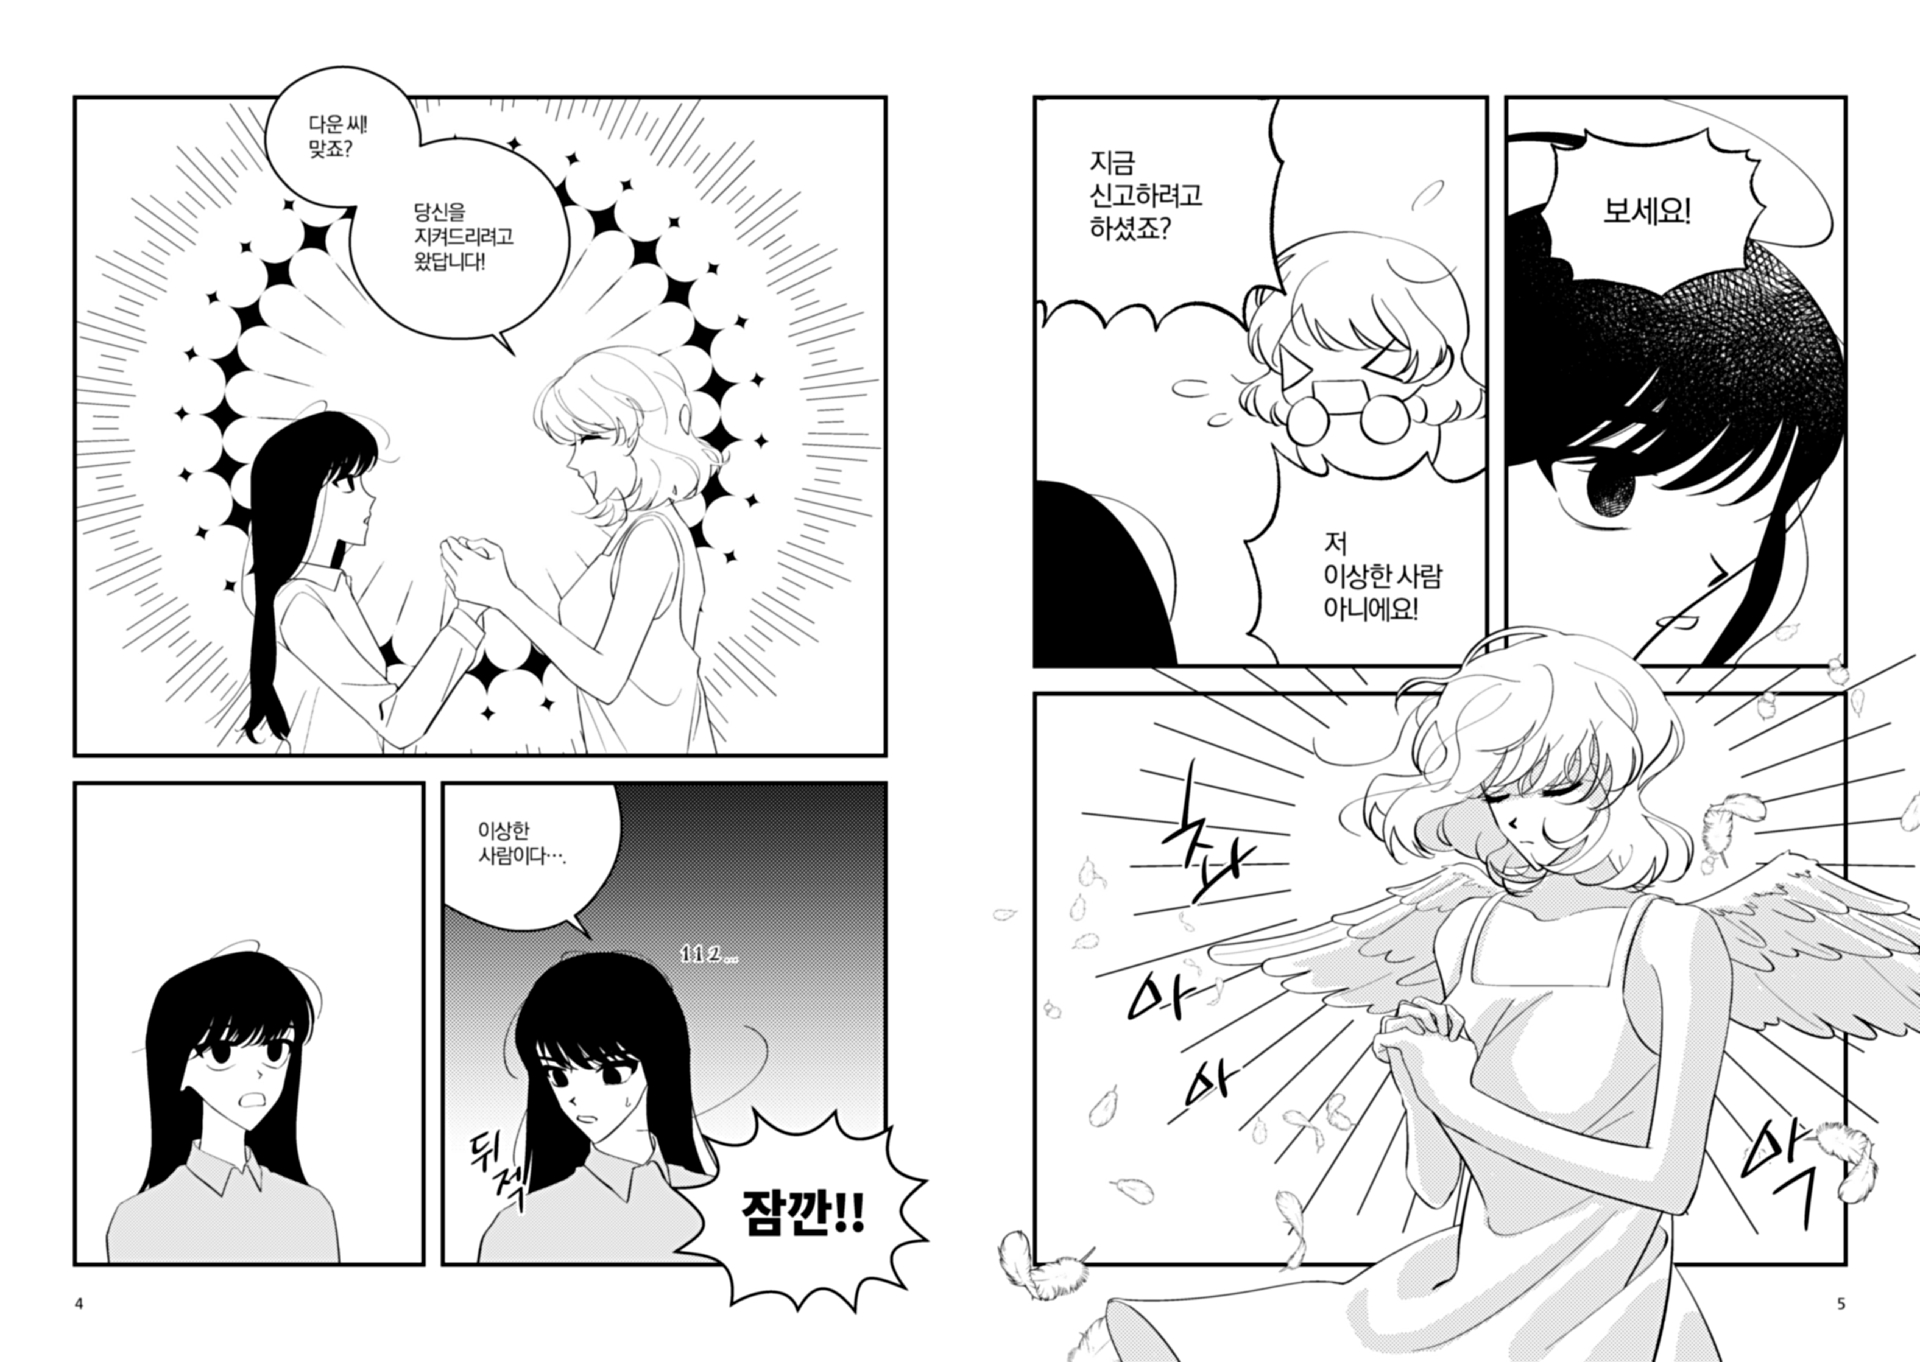 다운 씨!
맞죠?
당신을
지켜드리려고
왔답니다!
이상한
사람이다….
112...
뒤
적
잠깐!!
4
지금
신고하려고
하셨죠?
저
이상한 사람
아니에요!
보세요!
촤
아
아
악
5